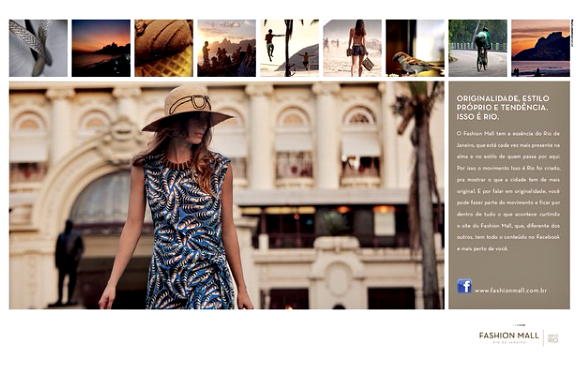 ORIGINALIDADE, ESTILO
PRÓPRIO E TENDÊNCIA.
ISSO É RIO.
O Fashion Mall tem a essência do Rio de
Janeiro, que está cada vez mais presente na
alma e no estilo de quem passa por aqui.
Por isso o movimento Isso é Rio foi criado,
pra mostrar o que a cidade tem de mais
original. E por falar em originalidade, você
pode fazer parte do movimento e ficar por
dentro de tudo o que acontece curtindo
o site do Fashion Mall, que, diferente dos
outros, tem todo o conteúdo no Facebook
e mais perto de você.
f www.fashionmall.com.br
FASHION MALL
RIO DE JANEIRO
RIO